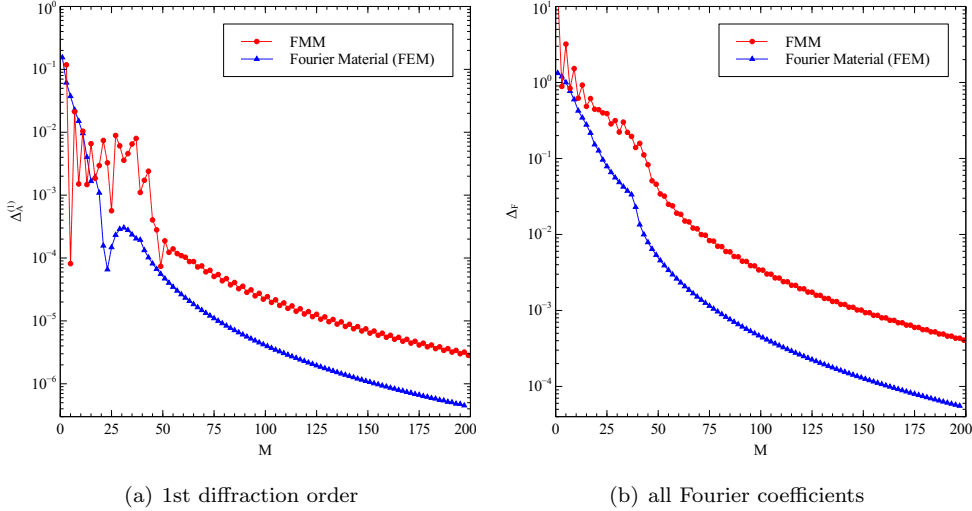 10^0
10^-1
10^-2
10^-3
10^-4
10^-5
10^-6
Δ_A^(1)
FMM
Fourier Material (FEM)
0 25 50 75 100 125 150 175 200
M
(a) 1st diffraction order
10^1
10^0
10^-1
10^-2
10^-3
10^-4
Δ_F
FMM
Fourier Material (FEM)
0 25 50 75 100 125 150 175 200
M
(b) all Fourier coefficients